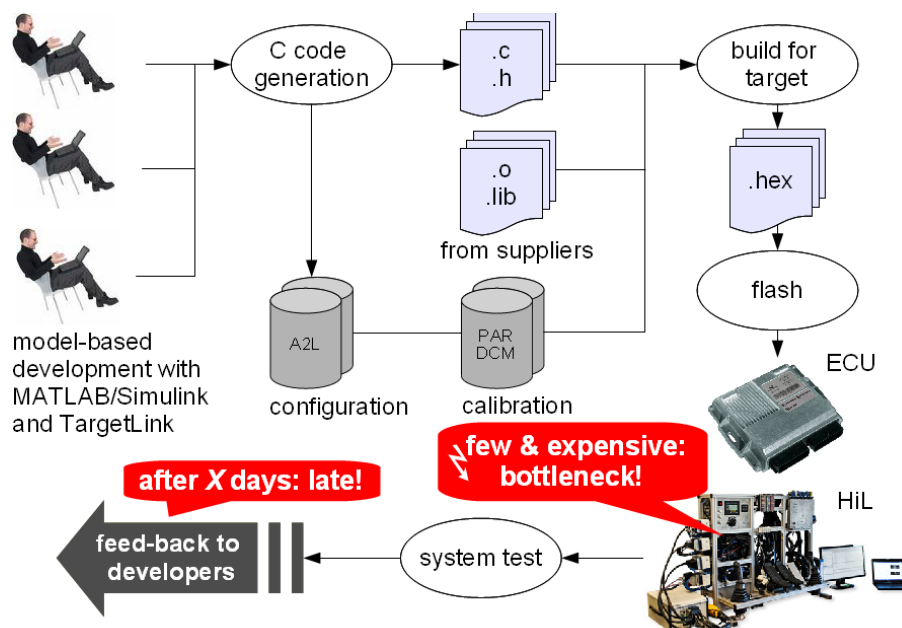 C code
generation
.c
.h
build for
target
.o
.lib
from suppliers
.hex
flash
model-based
development with
MATLAB/Simulink
and TargetLink
A2L
configuration
PAR
DCM
calibration
ECU
few & expensive:
bottleneck!
after X days: late!
HiL
feed-back to
developers
system test